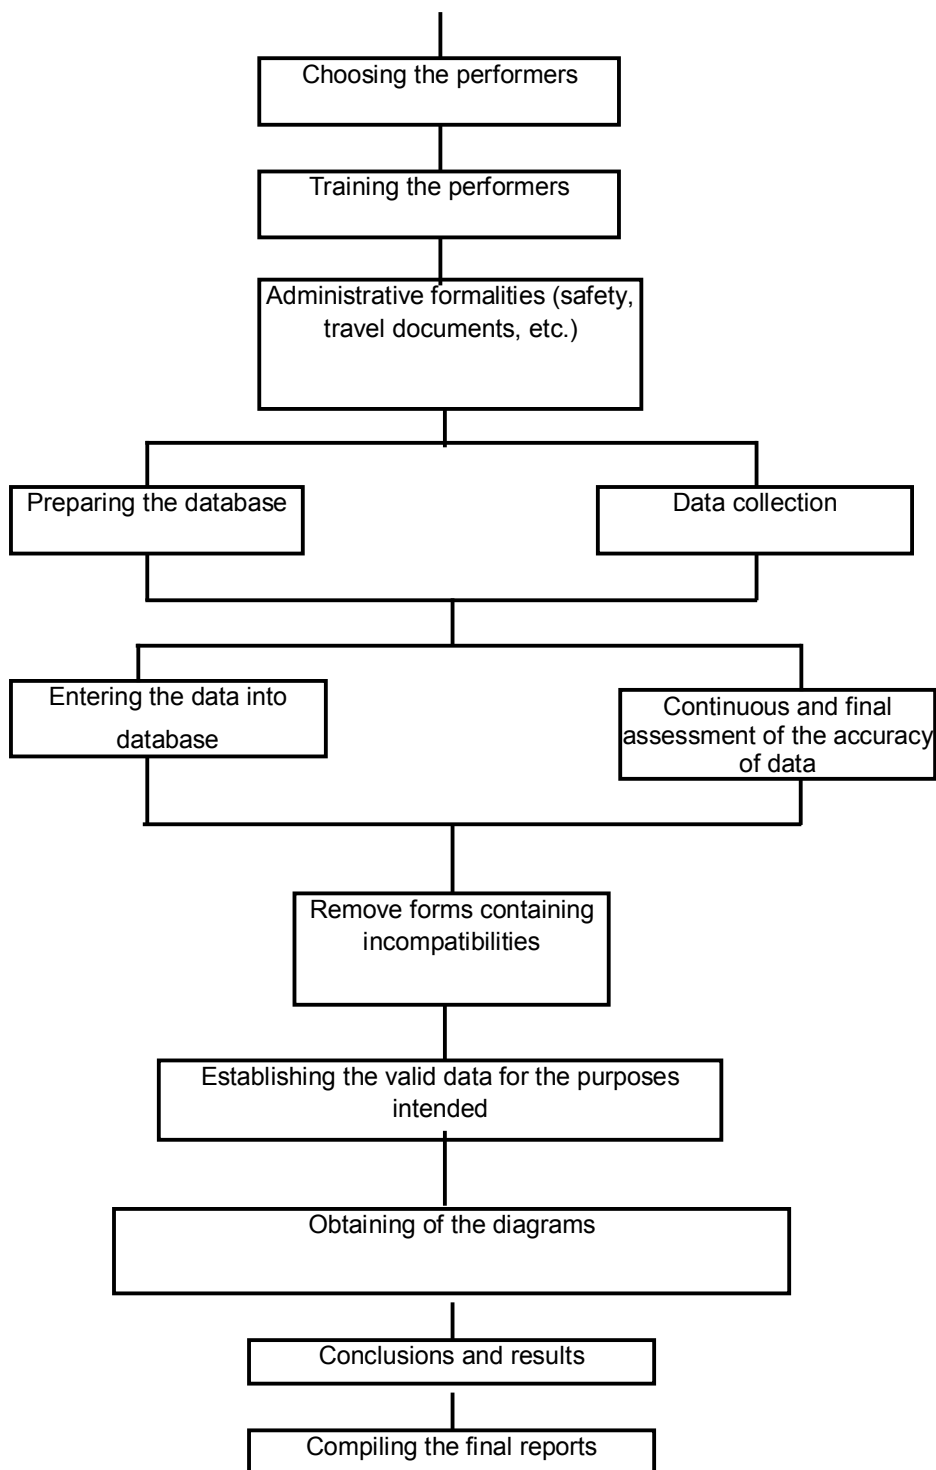 Choosing the performers
Training the performers
Administrative formalities (safety,
travel documents, etc.)
Preparing the database
Data collection
Entering the data into
database
Continuous and final
assessment of the accuracy
of data
Remove forms containing
incompatibilities
Establishing the valid data for the purposes
intended
Obtaining of the diagrams
Conclusions and results
Compiling the final reports